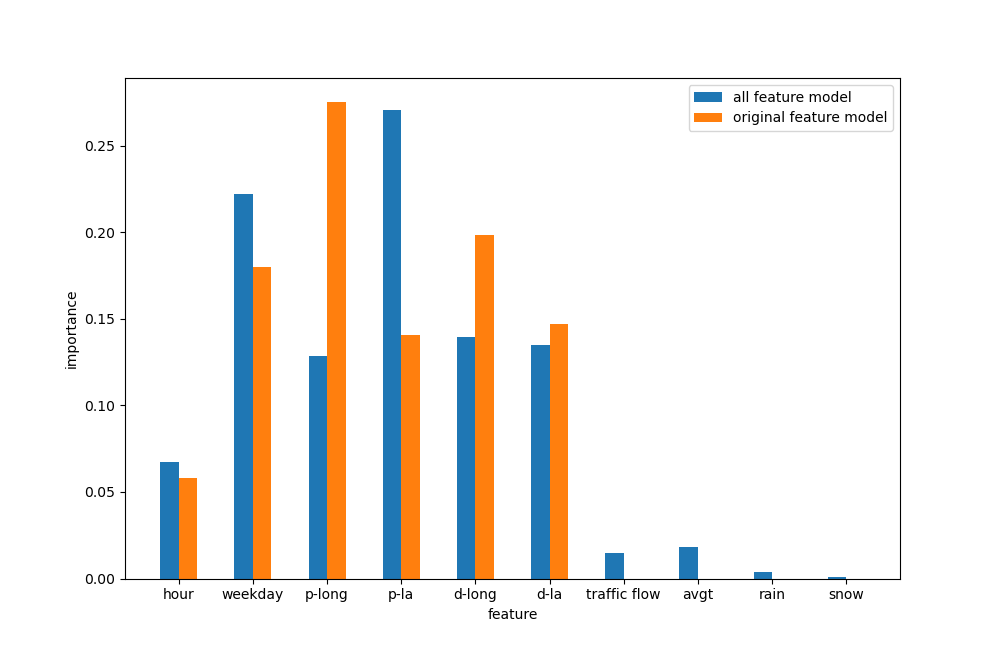 all feature model
original feature model
0.25
0.20
0.15
0.10
0.05
0.00
importance
hour weekday p-long p-la d-long d-la traffic flow avgt rain snow
feature